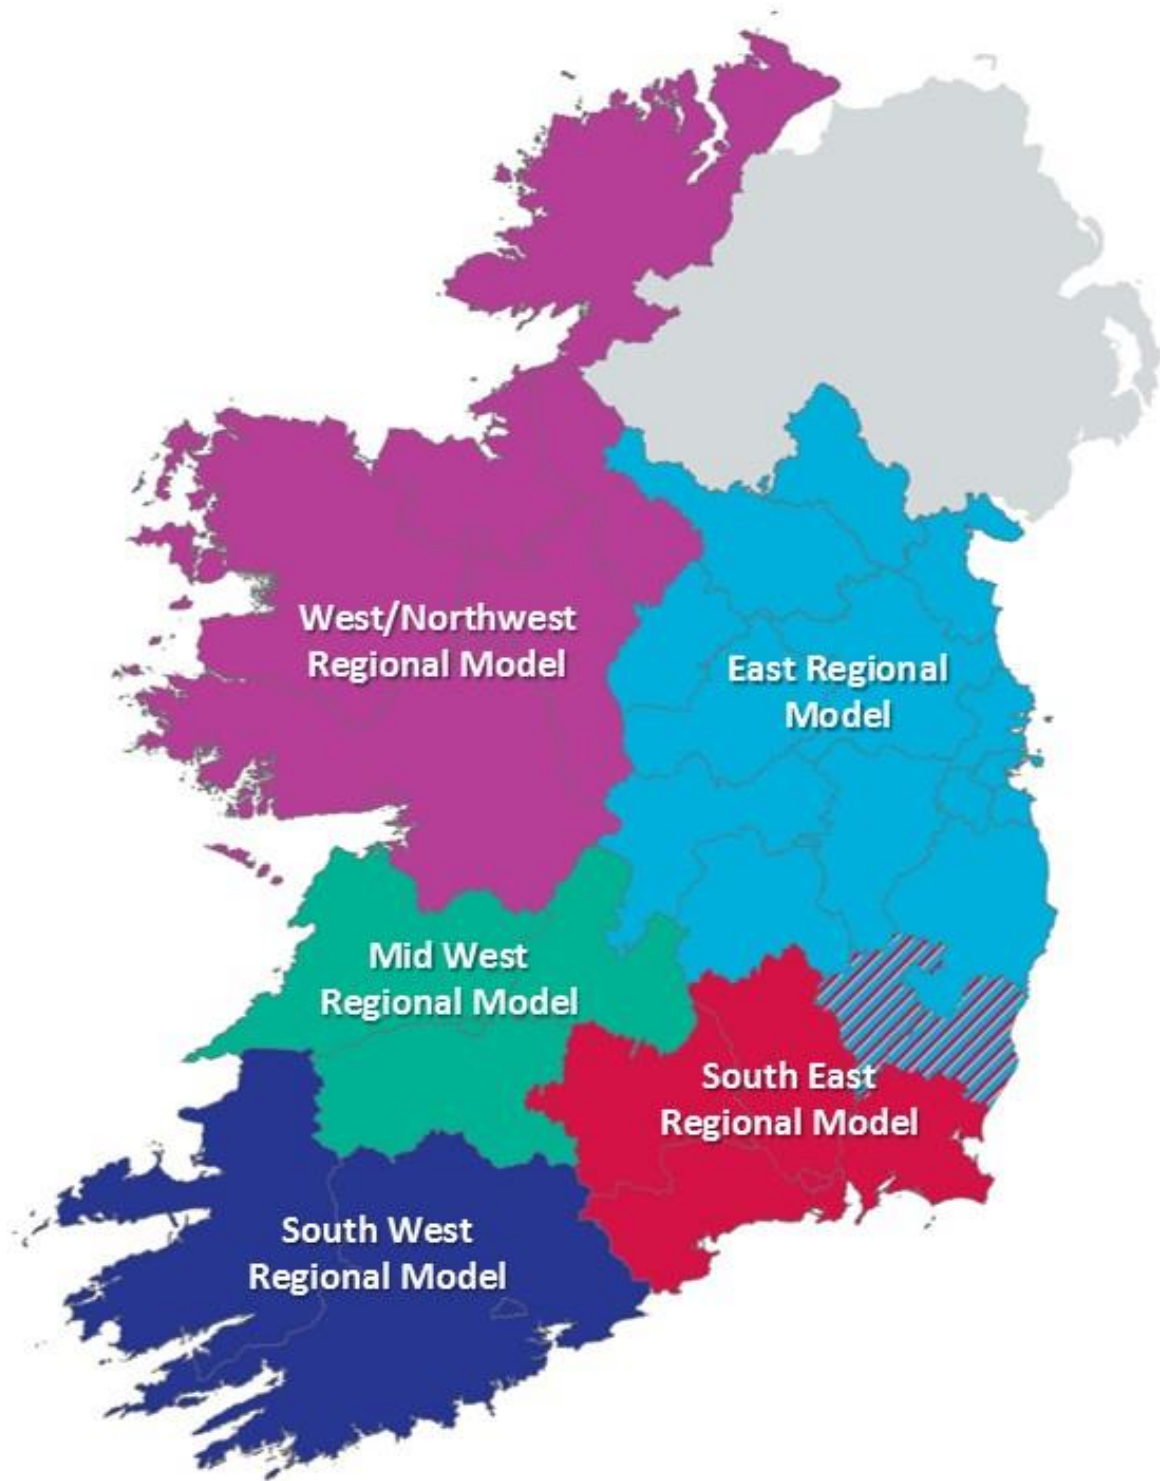 West/Northwest
Regional Model
East Regional
Model
Mid West
Regional Model
South East
Regional Model
South West
Regional Model